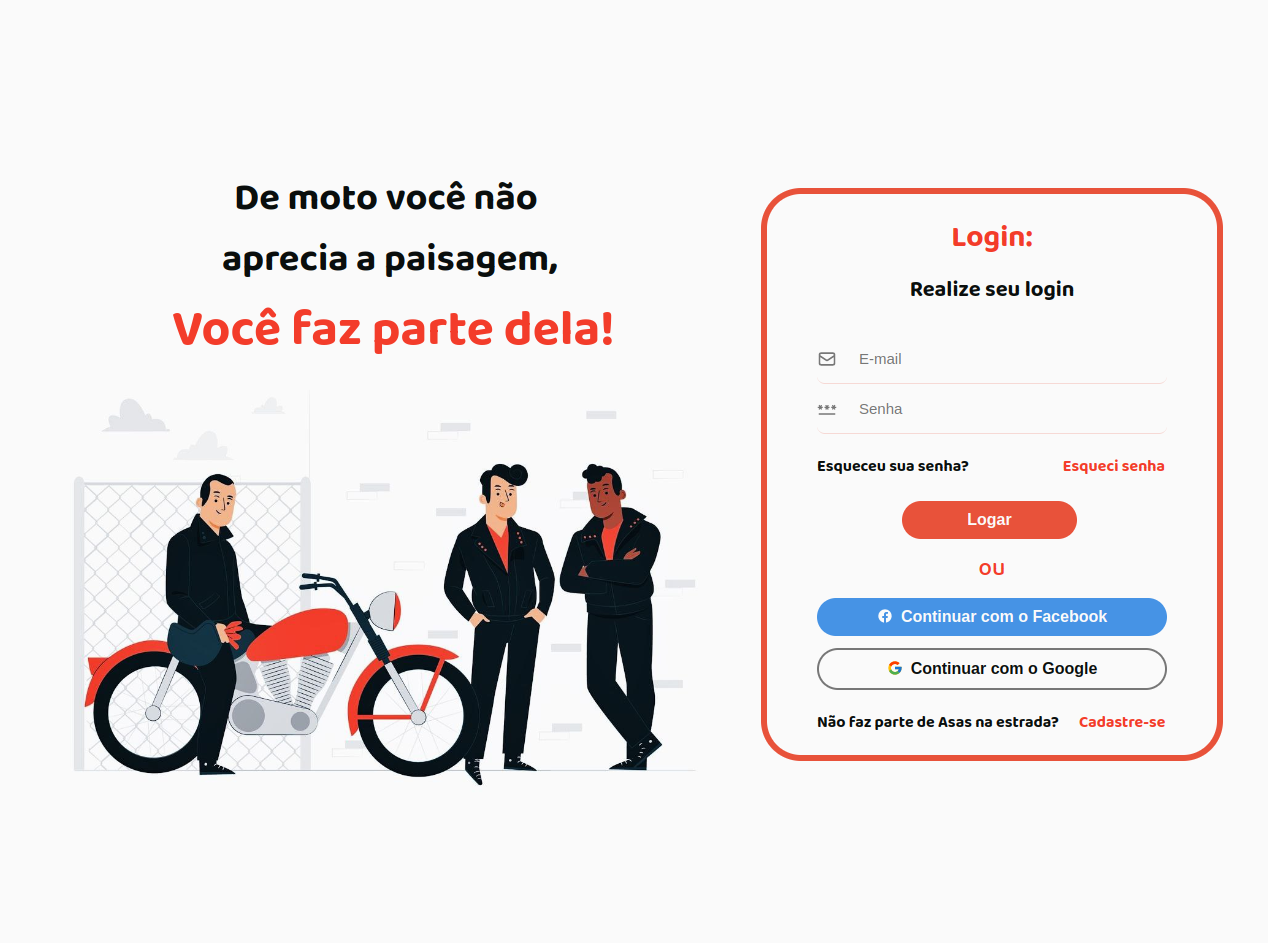 De moto você não
aprecia a paisagem,
Você faz parte dela!
Login:
Realize seu login
E-mail
Senha
Esqueceu sua senha? Esqueci senha
Logar
OU
Continuar com o Facebook
Continuar com o Google
Não faz parte de Asas na estrada? Cadastre-se